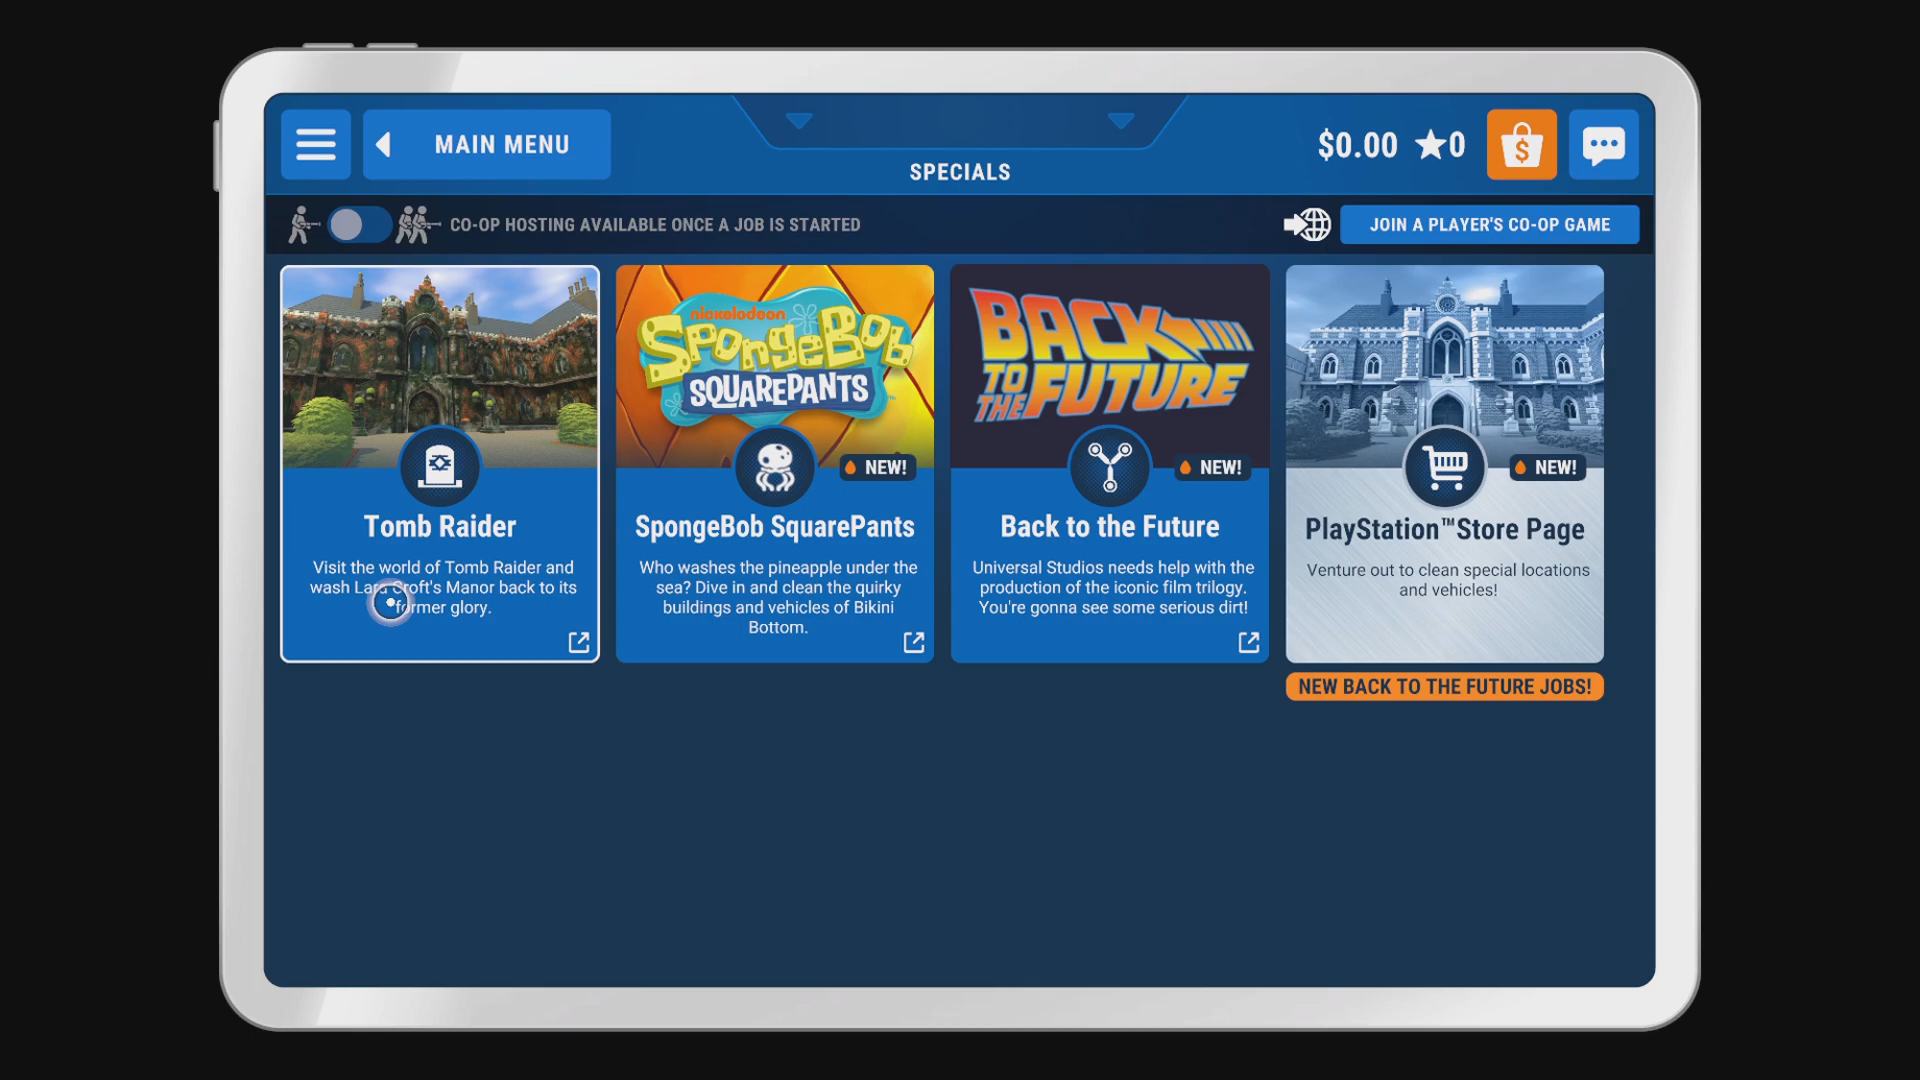 MAIN MENU
SPECIALS
$0.00 ★0
$
CO-OP HOSTING AVAILABLE ONCE A JOB IS STARTED
JOIN A PLAYER'S CO-OP GAME
nickelodeon
SpongeBob
SQUAREPANTS
BACK
TO
THE FUTURE
NEW!
NEW!
NEW!
Tomb Raider
Visit the world of Tomb Raider and
wash Lara Croft's Manor back to its
former glory.
SpongeBob SquarePants
Who washes the pineapple under the
sea? Dive in and clean the quirky
buildings and vehicles of Bikini
Bottom.
Back to the Future
Universal Studios needs help with the
production of the iconic film trilogy.
You're gonna see some serious dirt!
PlayStation™Store Page
Venture out to clean special locations
and vehicles!
NEW BACK TO THE FUTURE JOBS!